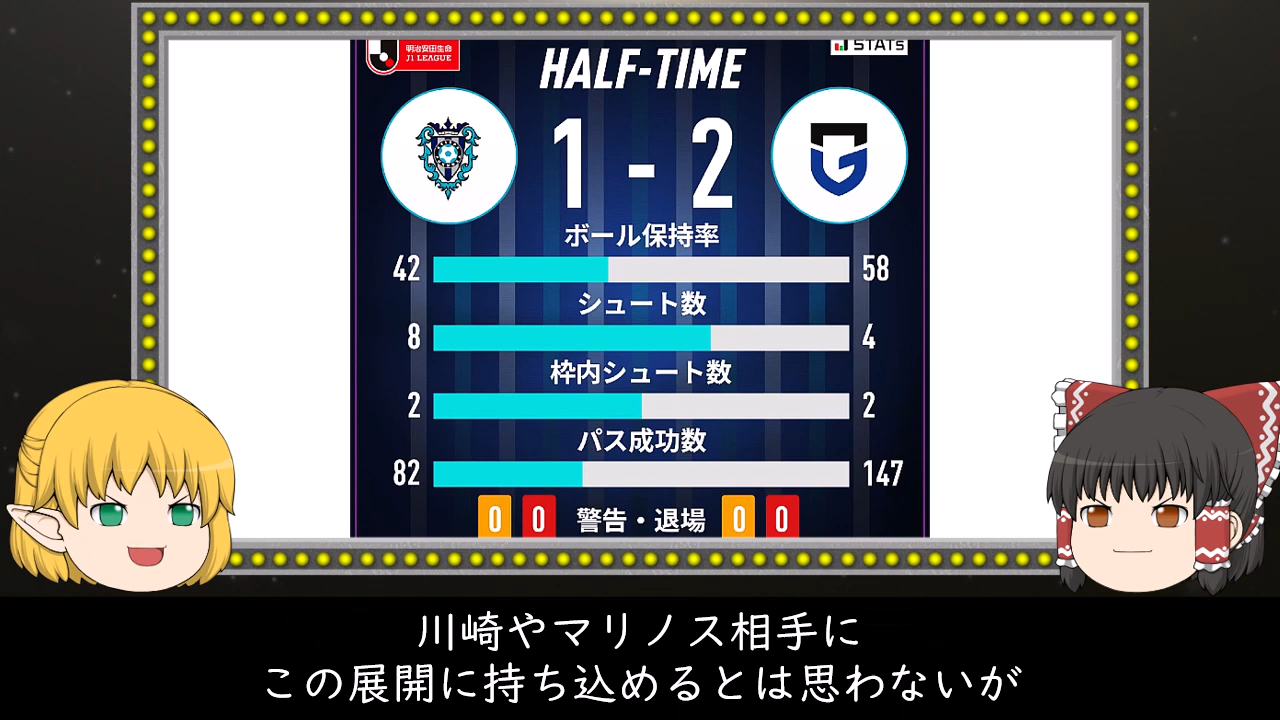 明治安田生命
J1 LEAGUE
STATS
HALF-TIME
1 - 2
ボール保持率
42 58
シュート数
8 4
枠内シュート数
2 2
パス成功数
82 147
0 0 警告・退場 0 0
川崎やマリノス相手に
この展開に持ち込めるとは思わないが